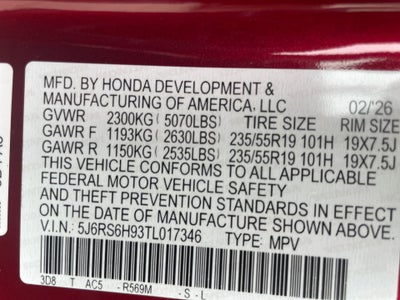 MFD. BY HONDA DEVELOPMENT &
MANUFACTURING OF AMERICA, LLC 02/'26
GVWR 2300KG(5070LBS) TIRE SIZE RIM SIZE
GAWR F 1193KG(2630LBS) 235/55R19 101H 19X7.5J
GAWR R 1150KG(2535LBS) 235/55R19 101H 19X7.5J
THIS VEHICLE CONFORMS TO ALL APPLICABLE
FEDERAL MOTOR VEHICLE SAFETY
AND THEFT PREVENTION STANDARDS IN EFFECT
ON THE DATE OF MANUFACTURE SHOWN ABOVE.
V.I.N.: 5J6RS6H93TL017346 TYPE: MPV
3D8 T AC5 -R569M - S - L